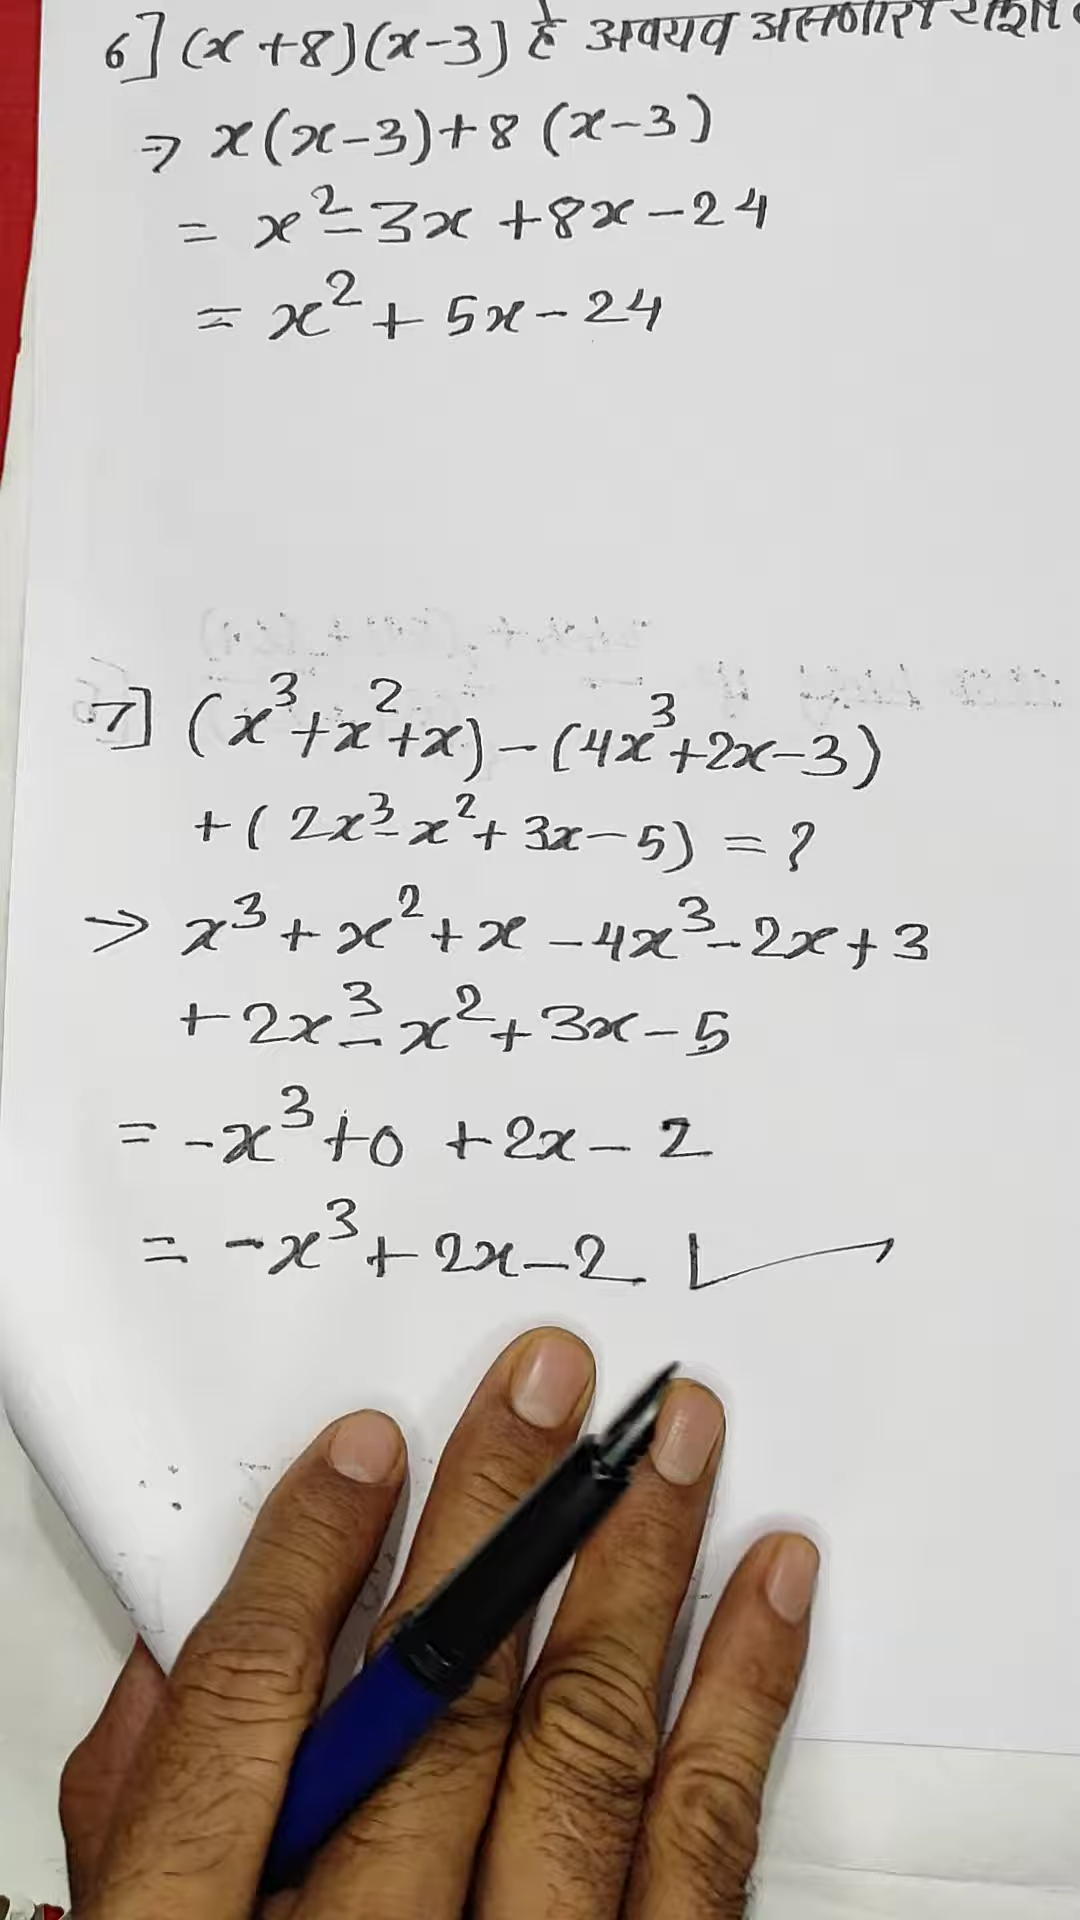 6] (x+8)(x-3) हे अवयव असणारी राशी
⇒ x(x-3)+8(x-3)
= x²-3x+8x-24
= x²+5x-24
7] (x³+x²+x)-(4x³+2x-3)
+(2x³-x²+3x-5)=?
→ x³+x²+x-4x³-2x+3
+2x³-x²+3x-5
= -x³+0+2x-2
= -x³+2x-2